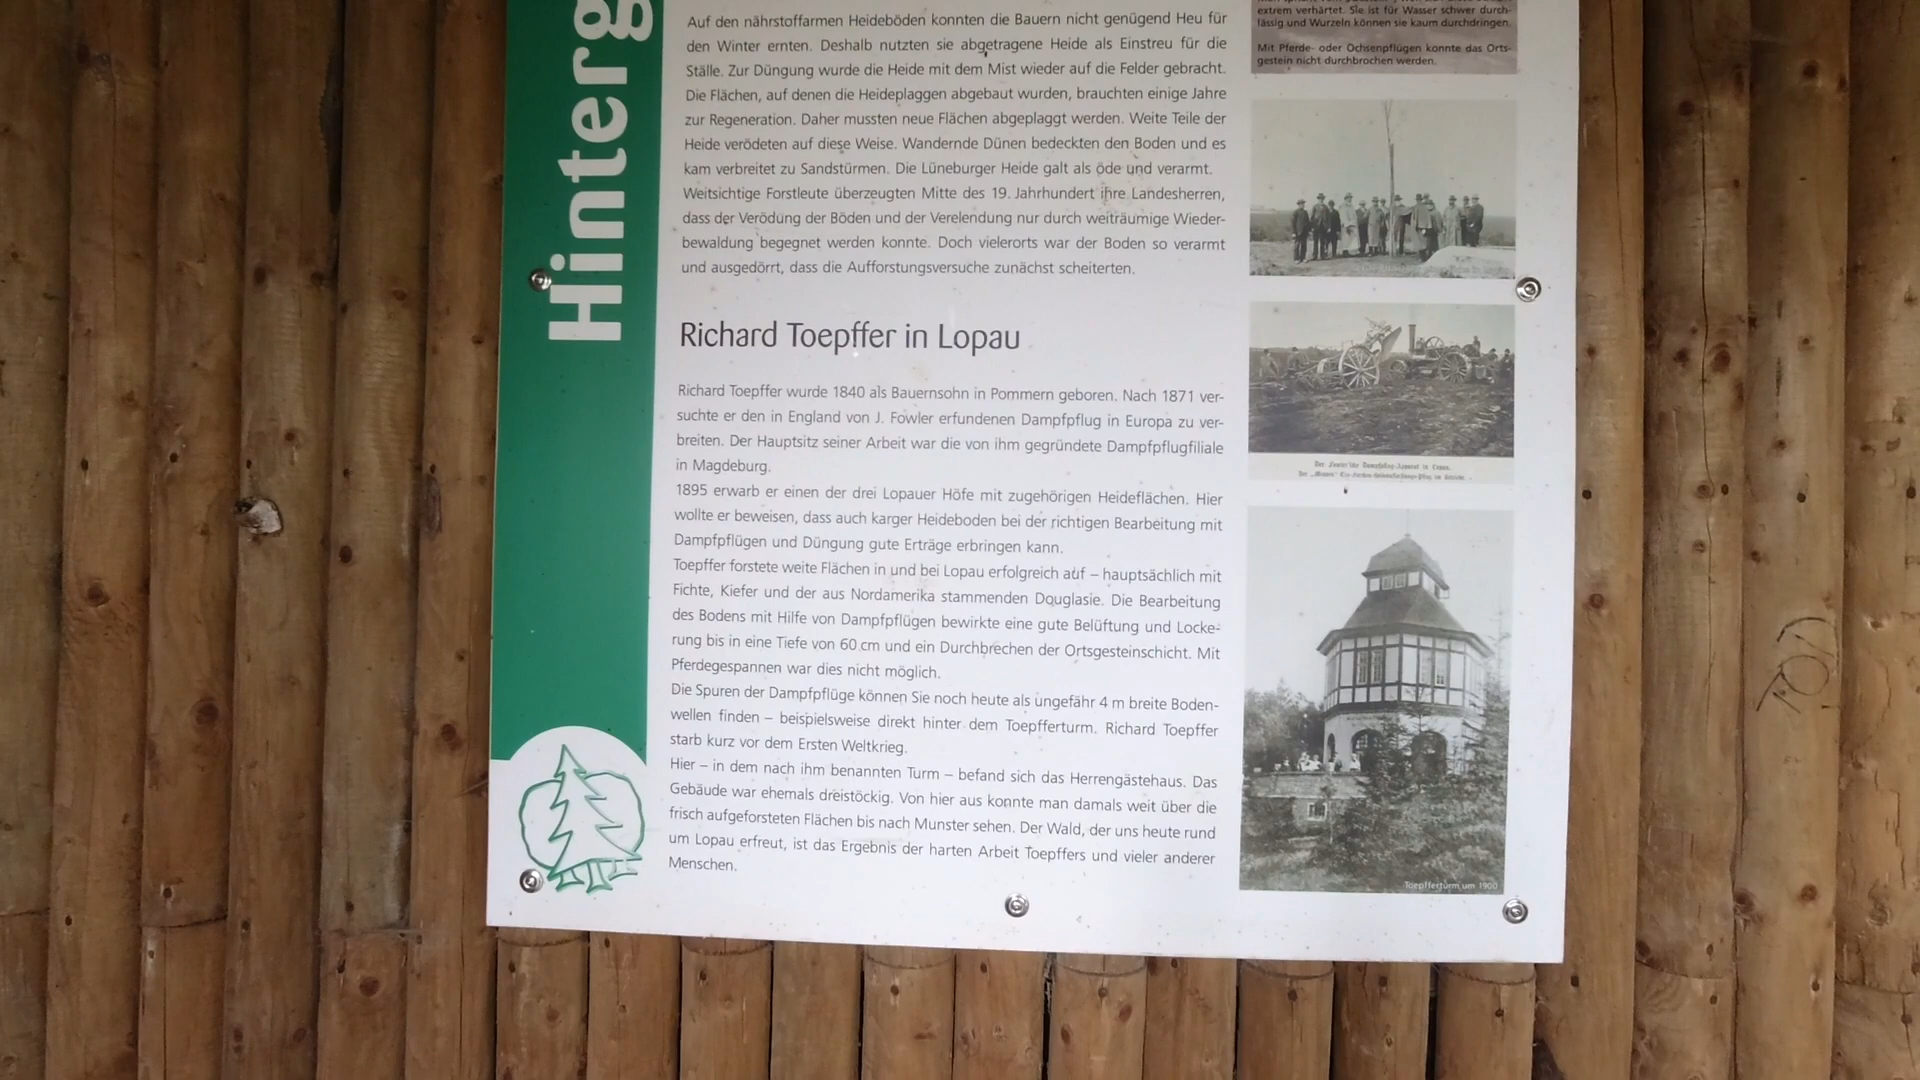 Hinterg
Auf den nährstoffarmen Heideböden konnten die Bauern nicht genügend Heu für
den Winter ernten. Deshalb nutzten sie abgetragene Heide als Einstreu für die
Ställe. Zur Düngung wurde die Heide mit dem Mist wieder auf die Felder gebracht.
Die Flächen, auf denen die Heideplaggen abgebaut wurden, brauchten einige Jahre
zur Regeneration. Daher mussten neue Flächen abgeplaggt werden. Weite Teile der
Heide verödeten auf diese Weise. Wandernde Dünen bedeckten den Boden und es
kam verbreitet zu Sandstürmen. Die Lüneburger Heide galt als öde und verarmt.
Weitsichtige Forstleute überzeugten Mitte des 19. Jahrhundert ihre Landesherren,
dass der Verödung der Böden und der Verelendung nur durch weiträumige Wieder-
bewaldung begegnet werden konnte. Doch vielerorts war der Boden so verarmt
und ausgedörrt, dass die Aufforstungsversuche zunächst scheiterten.
Richard Toepffer in Lopau
Richard Toepffer wurde 1840 als Bauernsohn in Pommern geboren. Nach 1871 ver-
suchte er den in England von J. Fowler erfundenen Dampfpflug in Europa zu ver-
breiten. Der Hauptsitz seiner Arbeit war die von ihm gegründete Dampfpflugfiliale
in Magdeburg.
1895 erwarb er einen der drei Lopauer Höfe mit zugehörigen Heideflächen. Hier
wollte er beweisen, dass auch karger Heideboden bei der richtigen Bearbeitung mit
Dampfpflügen und Düngung gute Erträge erbringen kann.
Toepffer forstete weite Flächen in und bei Lopau erfolgreich auf – hauptsächlich mit
Fichte, Kiefer und der aus Nordamerika stammenden Douglasie. Die Bearbeitung
des Bodens mit Hilfe von Dampfpflügen bewirkte eine gute Belüftung und Locke-
rung bis in eine Tiefe von 60 cm und ein Durchbrechen der Ortsgesteinschicht. Mit
Pferdegespannen war dies nicht möglich.
Die Spuren der Dampfpflüge können Sie noch heute als ungefähr 4 m breite Boden-
wellen finden – beispielsweise direkt hinter dem Toepfferturm. Richard Toepffer
starb kurz vor dem Ersten Weltkrieg.
Hier – in dem nach ihm benannten Turm – befand sich das Herrengästehaus. Das
Gebäude war ehemals dreistöckig. Von hier aus konnte man damals weit über die
frisch aufgeforsteten Flächen bis nach Munster sehen. Der Wald, der uns heute rund
um Lopau erfreut, ist das Ergebnis der harten Arbeit Toepffers und vieler anderer
Menschen.
extrem verhärtet. Sie ist für Wasser schwer durch-
lässig und Wurzeln können sie kaum durchdringen.
Mit Pferde- oder Ochsenpflügen konnte das Orts-
gestein nicht durchbrochen werden.
Toepfferturm um 1900